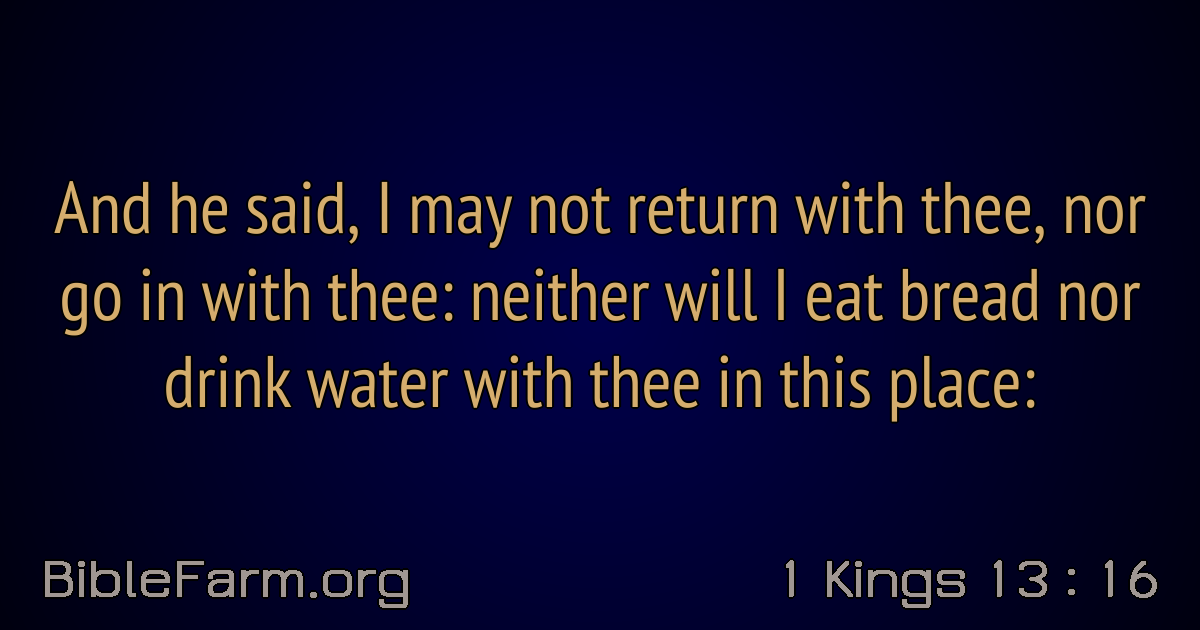 And he said, I may not return with thee, nor
go in with thee: neither will I eat bread nor
drink water with thee in this place:
BibleFarm.org
1 Kings 13 : 16